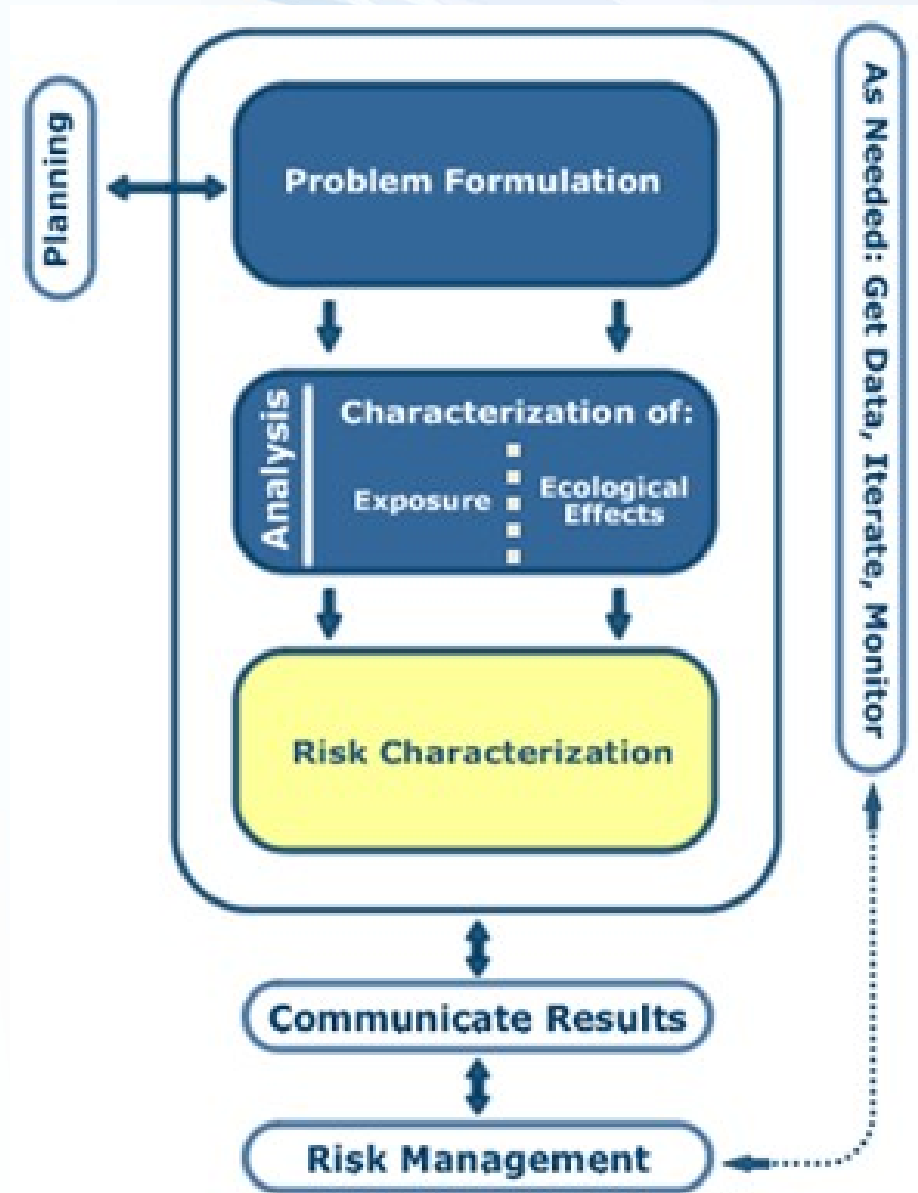 Planning
Problem Formulation
Analysis
Characterization of:
Exposure
Ecological
Effects
Risk Characterization
Communicate Results
Risk Management
As Needed: Get Data, Iterate, Monitor